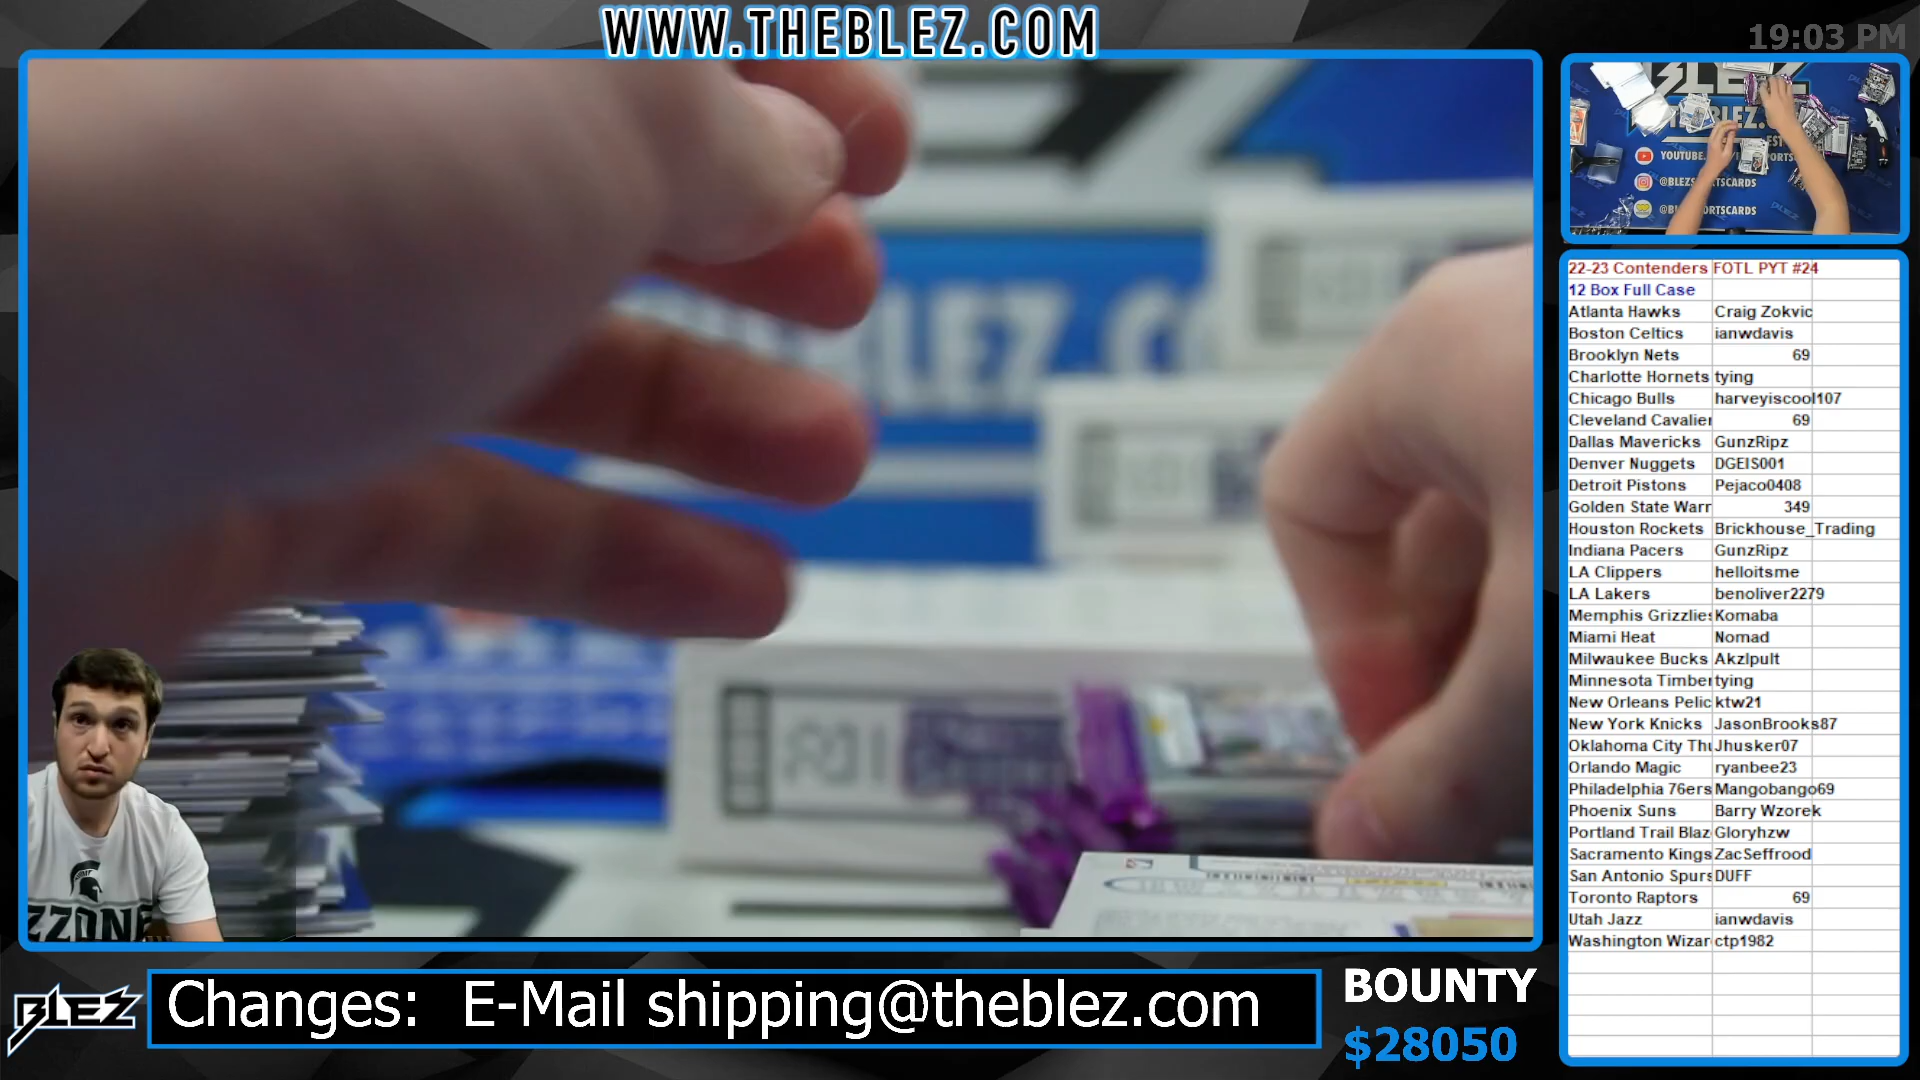 WWW.THEBLEZ.COM
19:03 PM
22-23 Contenders FOTL PYT #24
12 Box Full Case
Atlanta Hawks Craig Zokvic
Boston Celtics ianwdavis
Brooklyn Nets 69
Charlotte Hornets tying
Chicago Bulls harveyiscool107
Cleveland Cavalier 69
Dallas Mavericks GunzRipz
Denver Nuggets DGEIS001
Detroit Pistons Pejaco0408
Golden State Warr 349
Houston Rockets Brickhouse_Trading
Indiana Pacers GunzRipz
LA Clippers helloitsme
LA Lakers benoliver2279
Memphis Grizzlies Komaba
Miami Heat Nomad
Milwaukee Bucks Akzlpult
Minnesota Timber tying
New Orleans Pelic ktw21
New York Knicks JasonBrooks87
Oklahoma City Thu Jhusker07
Orlando Magic ryanbee23
Philadelphia 76ers Mangobango69
Phoenix Suns Barry Wzorek
Portland Trail Blaz Gloryhzw
Sacramento Kings ZacSeffrood
San Antonio Spurs DUFF
Toronto Raptors 69
Utah Jazz ianwdavis
Washington Wizar ctp1982
BLEZ
Changes: E-Mail shipping@theblez.com
BOUNTY
$28050